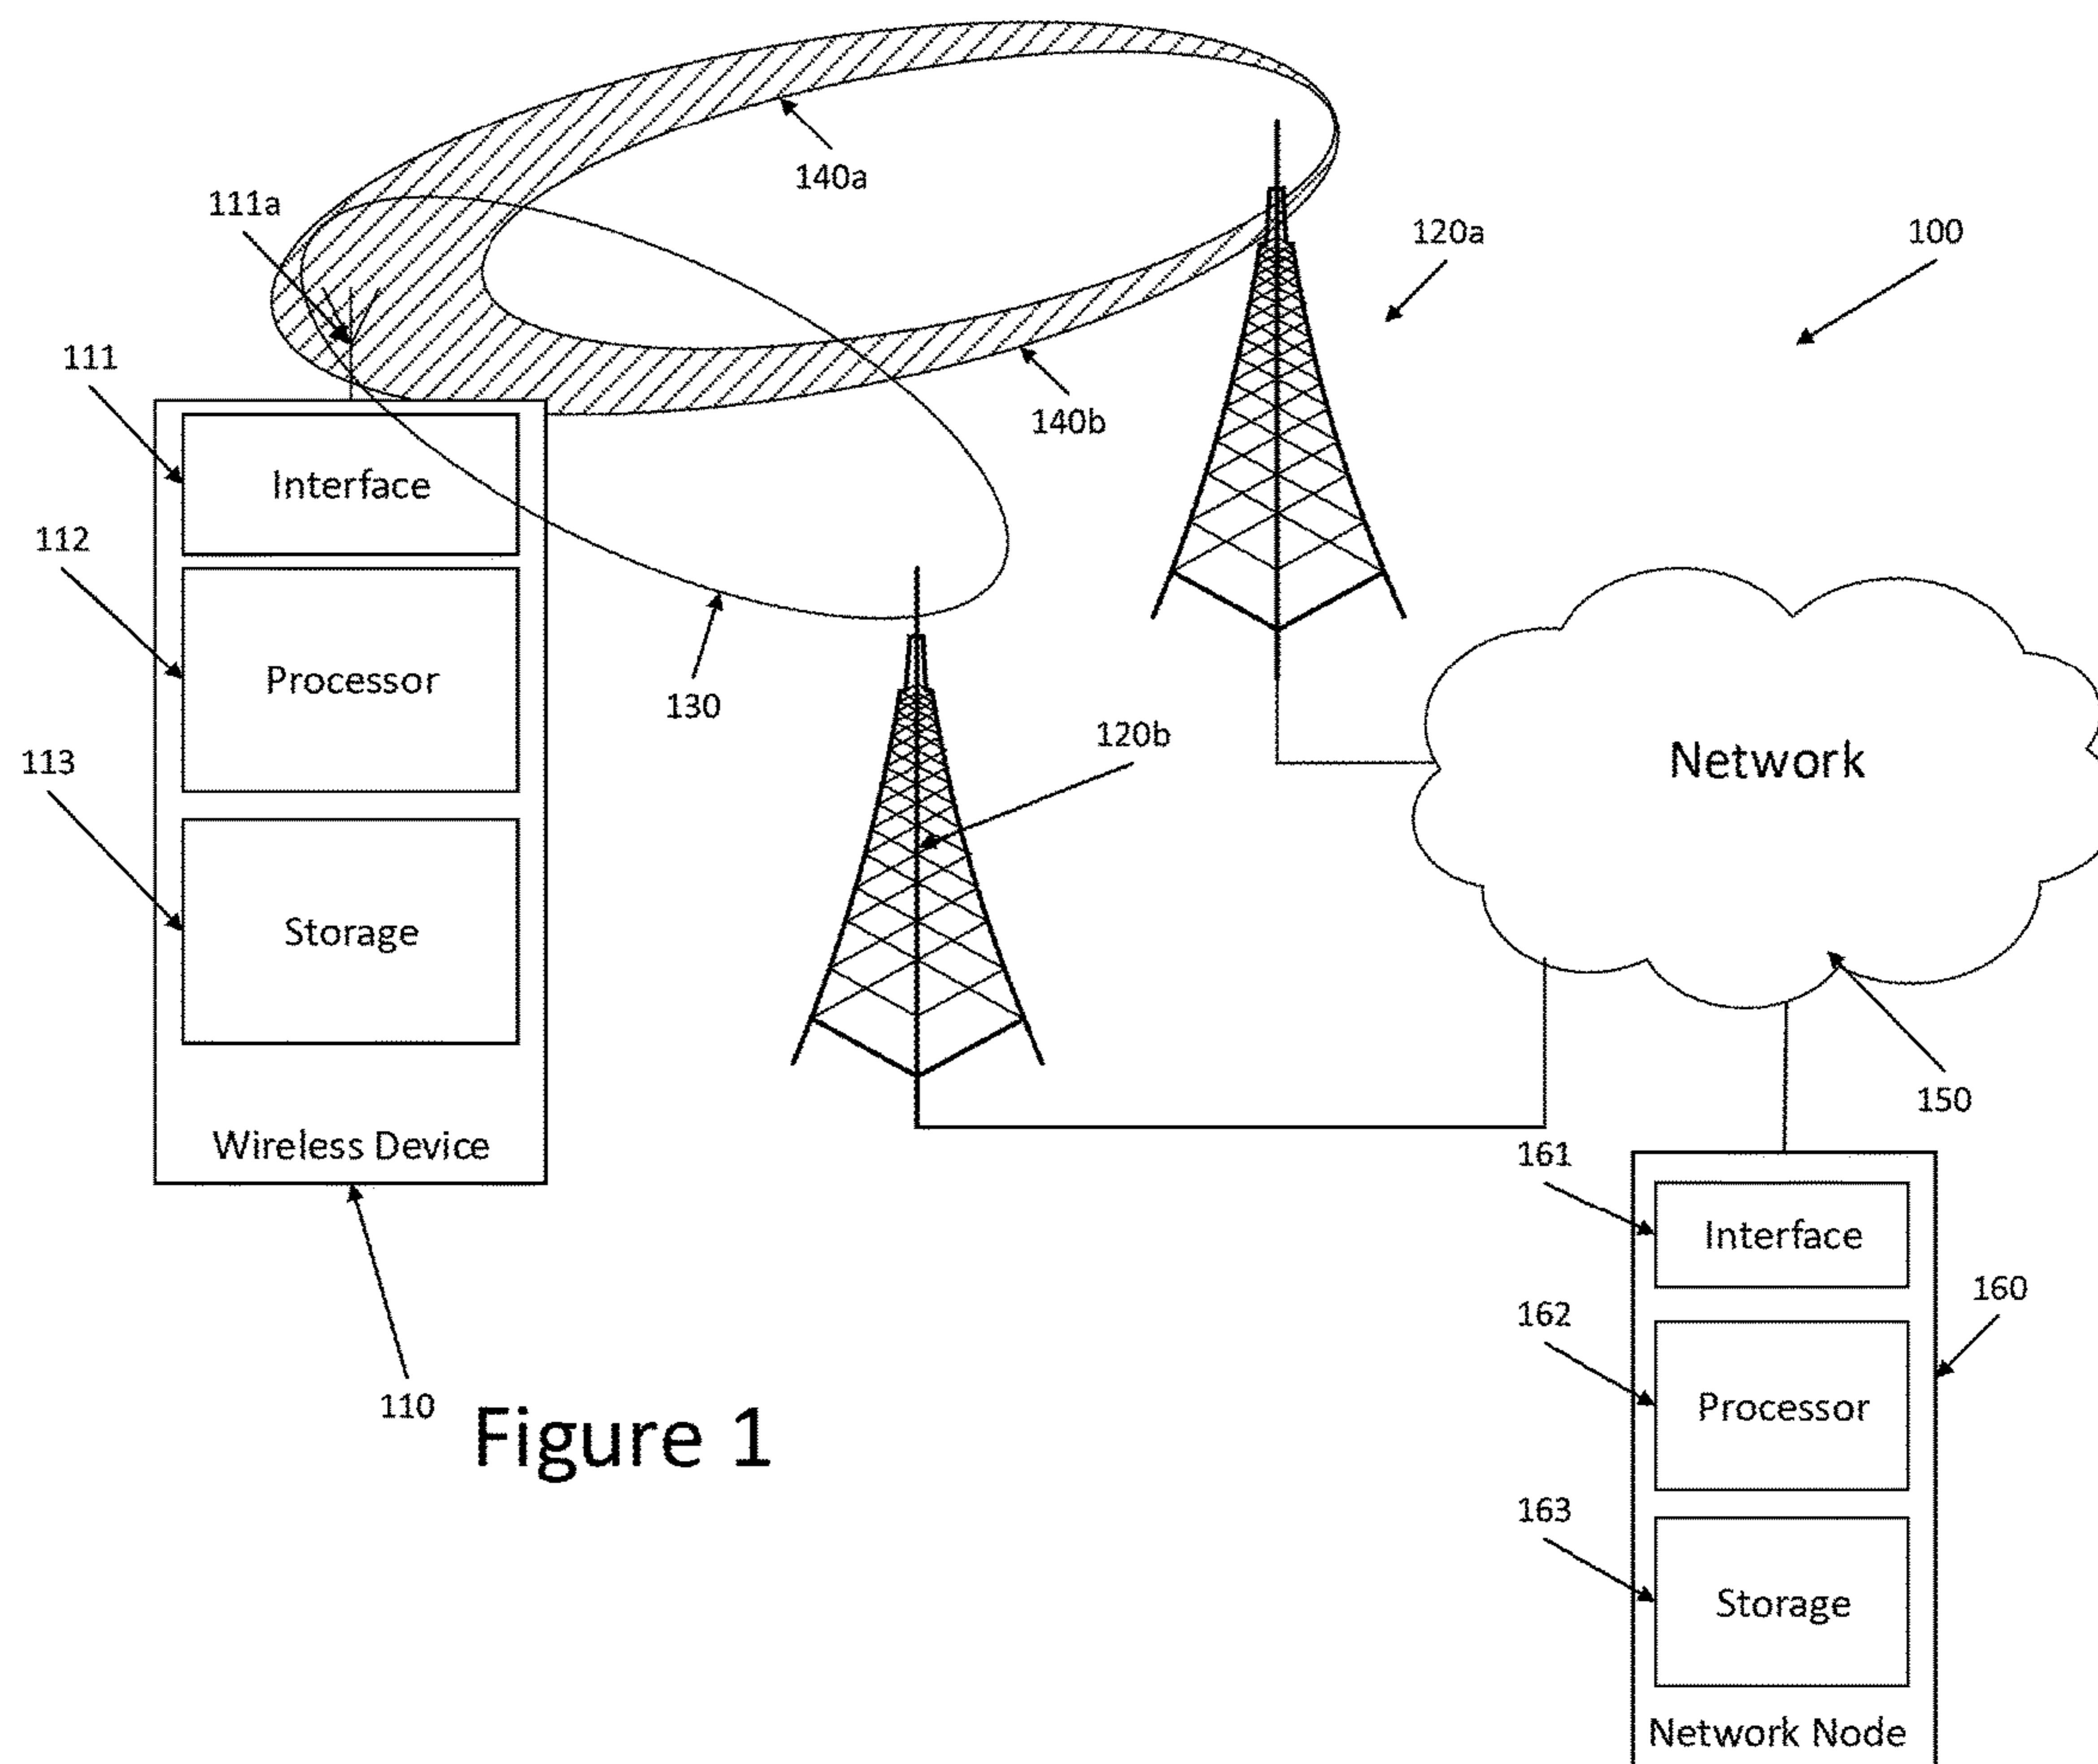 140a
111a
120a
100
111
140b
Interface
112
Processor
130
120b
113
Network
Storage
150
Wireless Device
161
Interface
160
162
110
Processor
Figure 1
163
Storage
Network Node